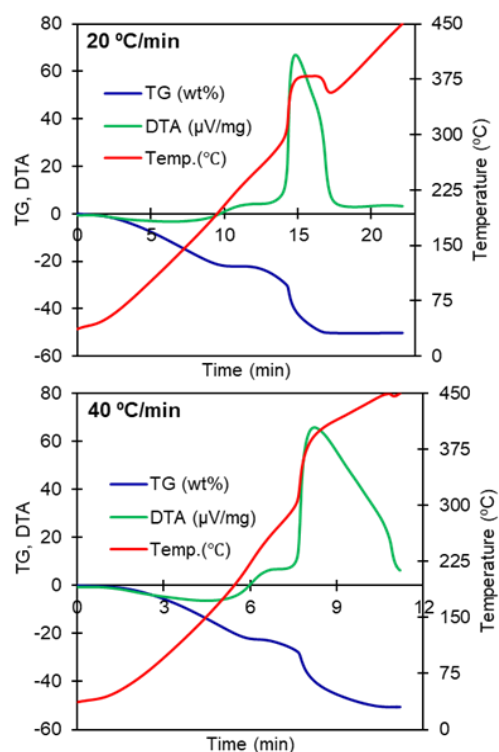 20 ºC/min
TG (wt%)
DTA (µV/mg)
Temp.(℃)
TG, DTA
80
60
40
20
0
-20
-40
-60
0 5 10 15 20
Time (min)
450
375
300
225
150
75
0
Temperature (ºC)
40 ºC/min
TG (wt%)
DTA (µV/mg)
Temp.(℃)
TG, DTA
80
60
40
20
0
-20
-40
-60
0 3 6 9 12
Time (min)
450
375
300
225
150
75
0
Temperature (ºC)